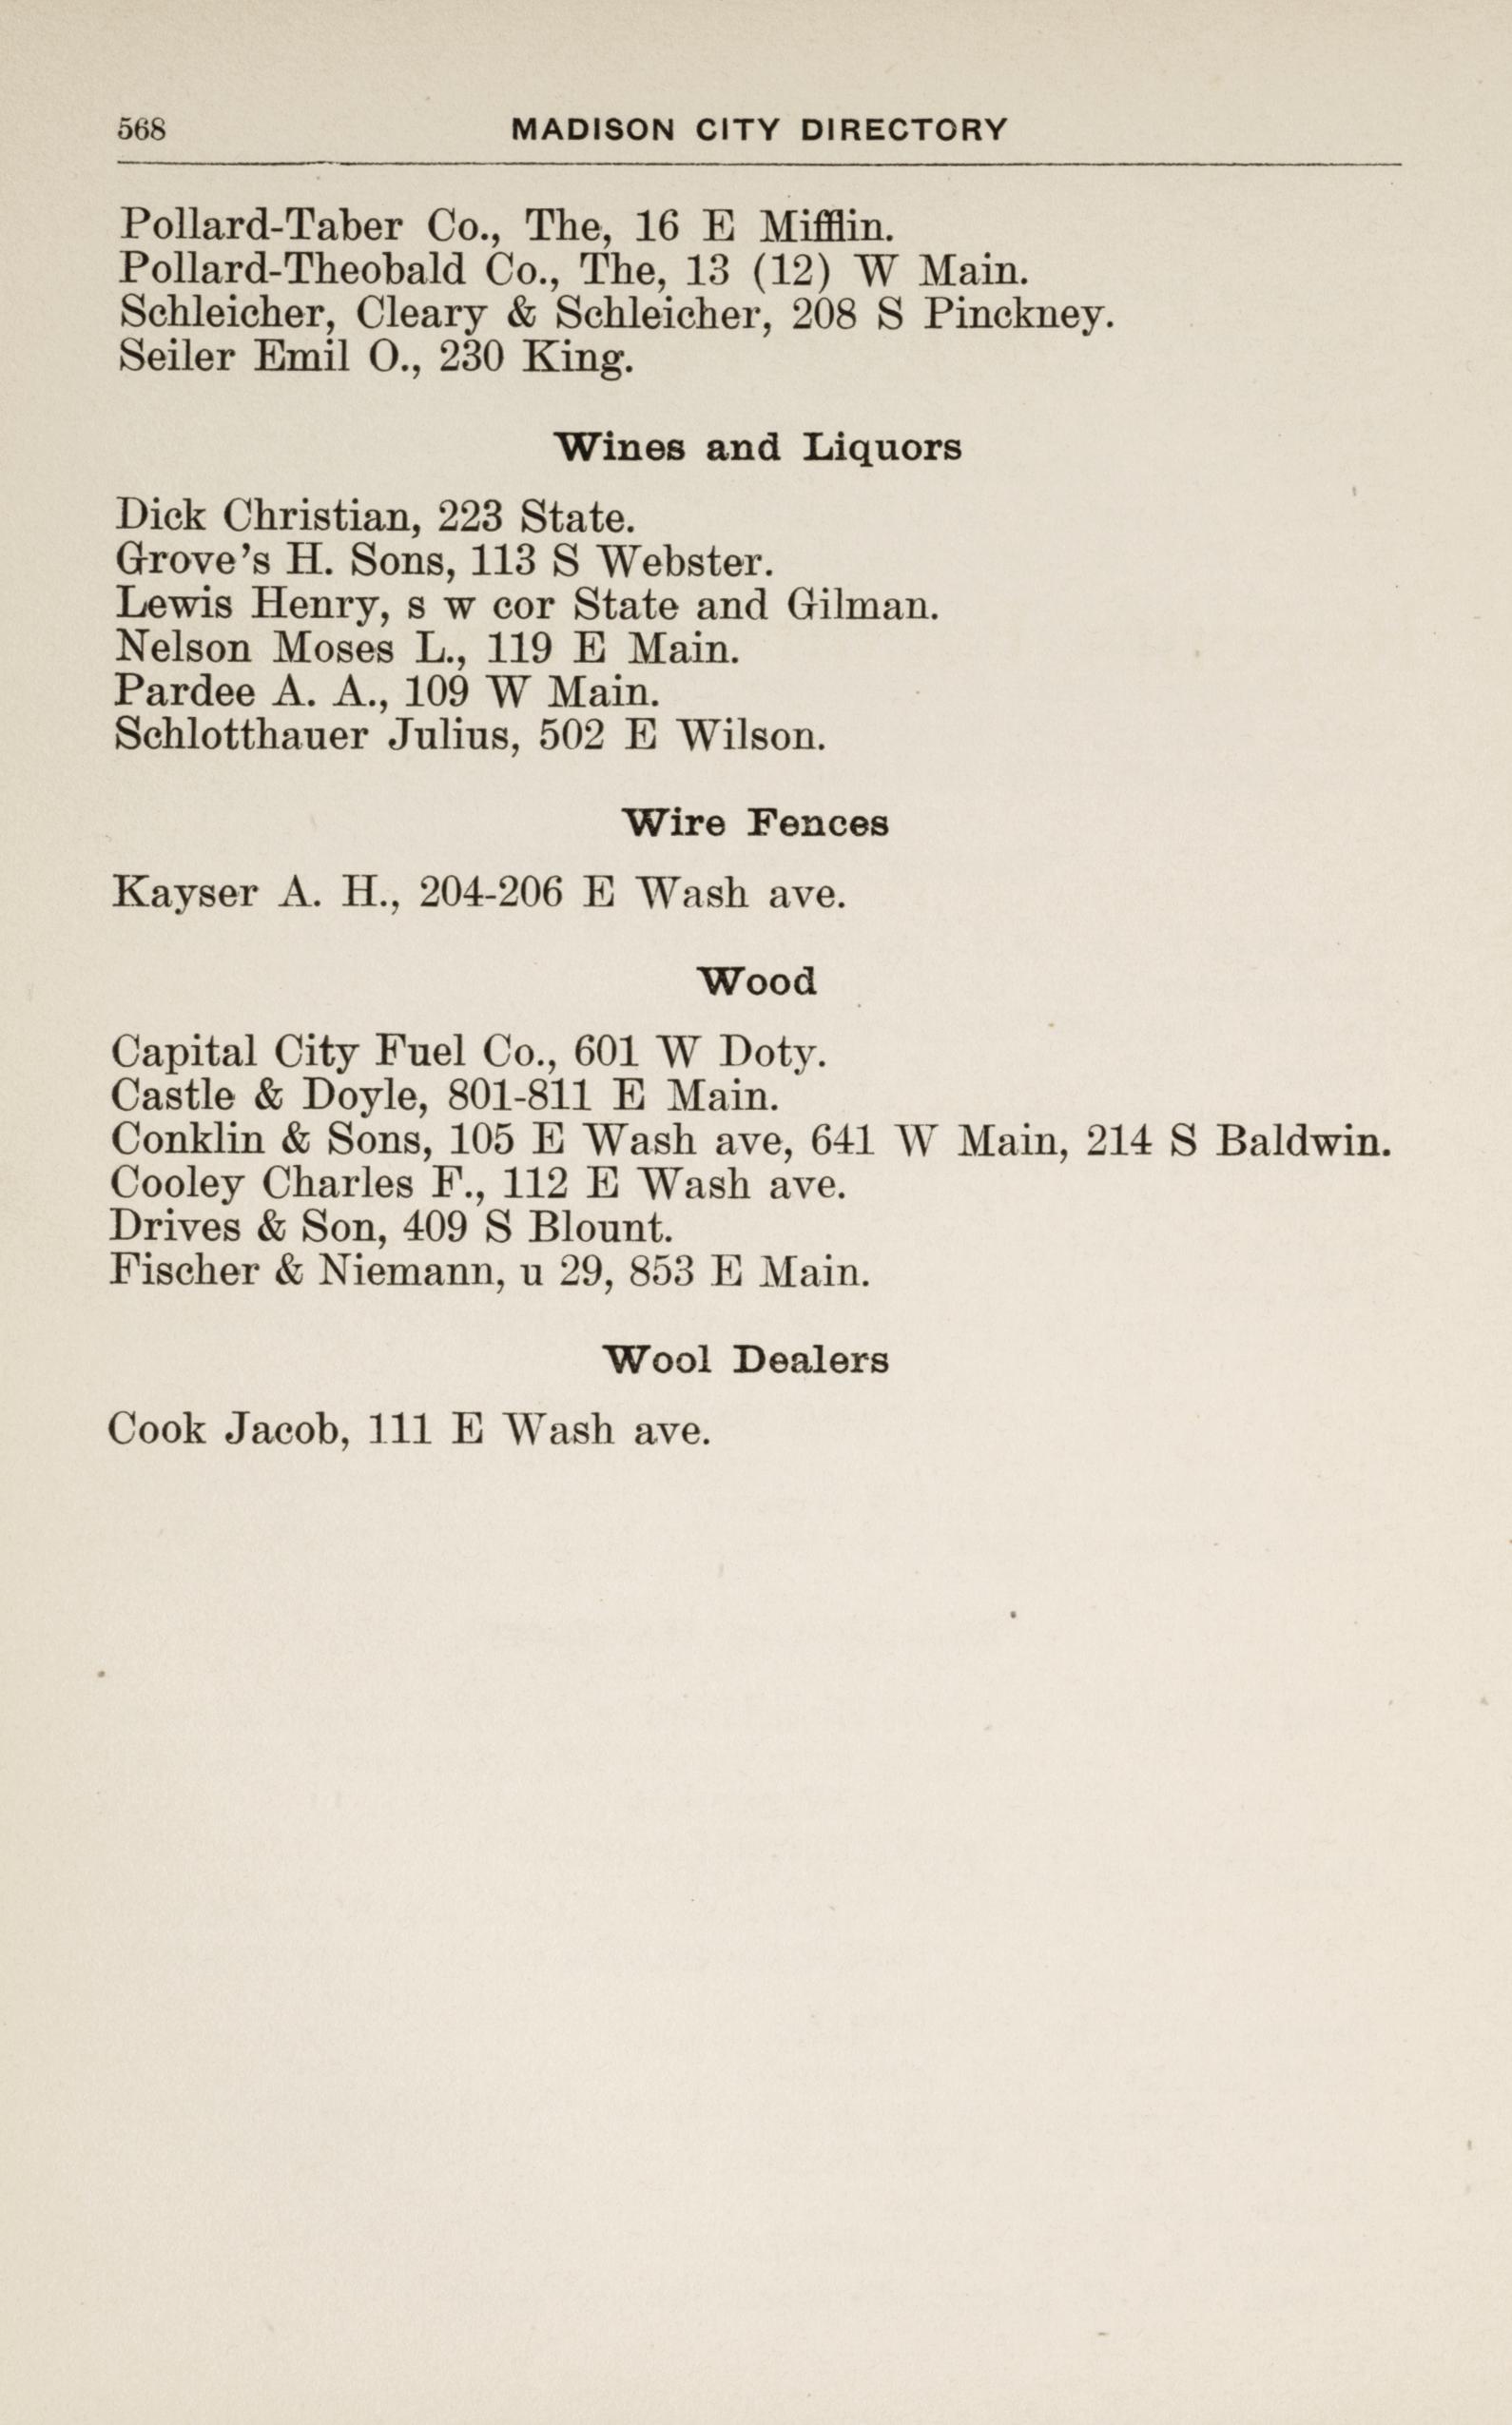 568 MADISON CITY DIRECTORY
Pollard-Taber Co., The, 16 E Mifflin.
Pollard-Theobald Co., The, 13 (12) W Main.
Schleicher, Cleary & Schleicher, 208 S Pinckney.
Seiler Emil O., 230 King.
Wines and Liquors
Dick Christian, 223 State.
Grove's H. Sons, 113 S Webster.
Lewis Henry, s w cor State and Gilman.
Nelson Moses L., 119 E Main.
Pardee A. A., 109 W Main.
Schlotthauer Julius, 502 E Wilson.
Wire Fences
Kayser A. H., 204-206 E Wash ave.
Wood
Capital City Fuel Co., 601 W Doty.
Castle & Doyle, 801-811 E Main.
Conklin & Sons, 105 E Wash ave, 641 W Main, 214 S Baldwin.
Cooley Charles F., 112 E Wash ave.
Drives & Son, 409 S Blount.
Fischer & Niemann, u 29, 853 E Main.
Wool Dealers
Cook Jacob, 111 E Wash ave.